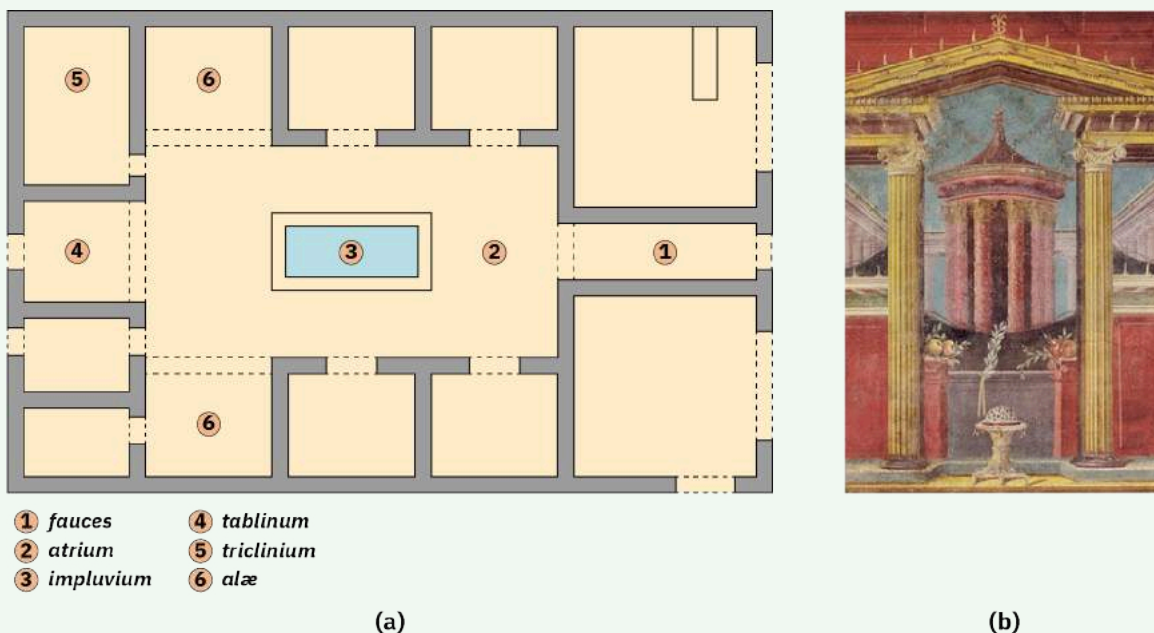 5
6
4
3
2
1
6
1 fauces
2 atrium
3 impluvium
4 tablinum
5 triclinium
6 alæ
(a)
(b)